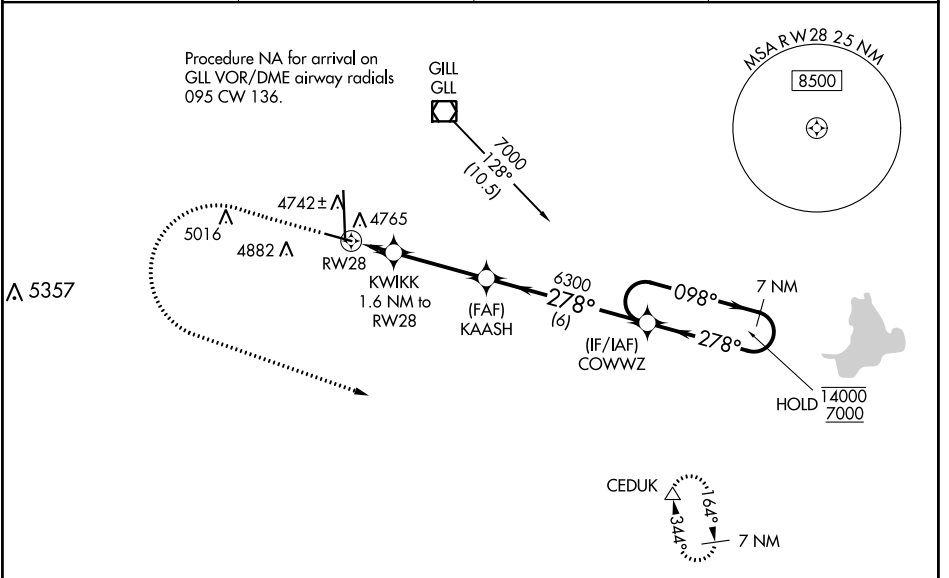 Procedure NA for arrival on
GLL VOR/DME airway radials
095 CW 136.
GILL
GLL
MSA RW28 25 NM
8500
7000
128°
(10.5)
4742±
4765
5016
4882
RW28
KWIKK
1.6 NM to
RW28
5357
(FAF)
KAASH
6300
278°
(6)
098°
7 NM
278°
(IF/IAF)
COWWZ
HOLD
14000
7000
CEDUK
164°
344°
7 NM